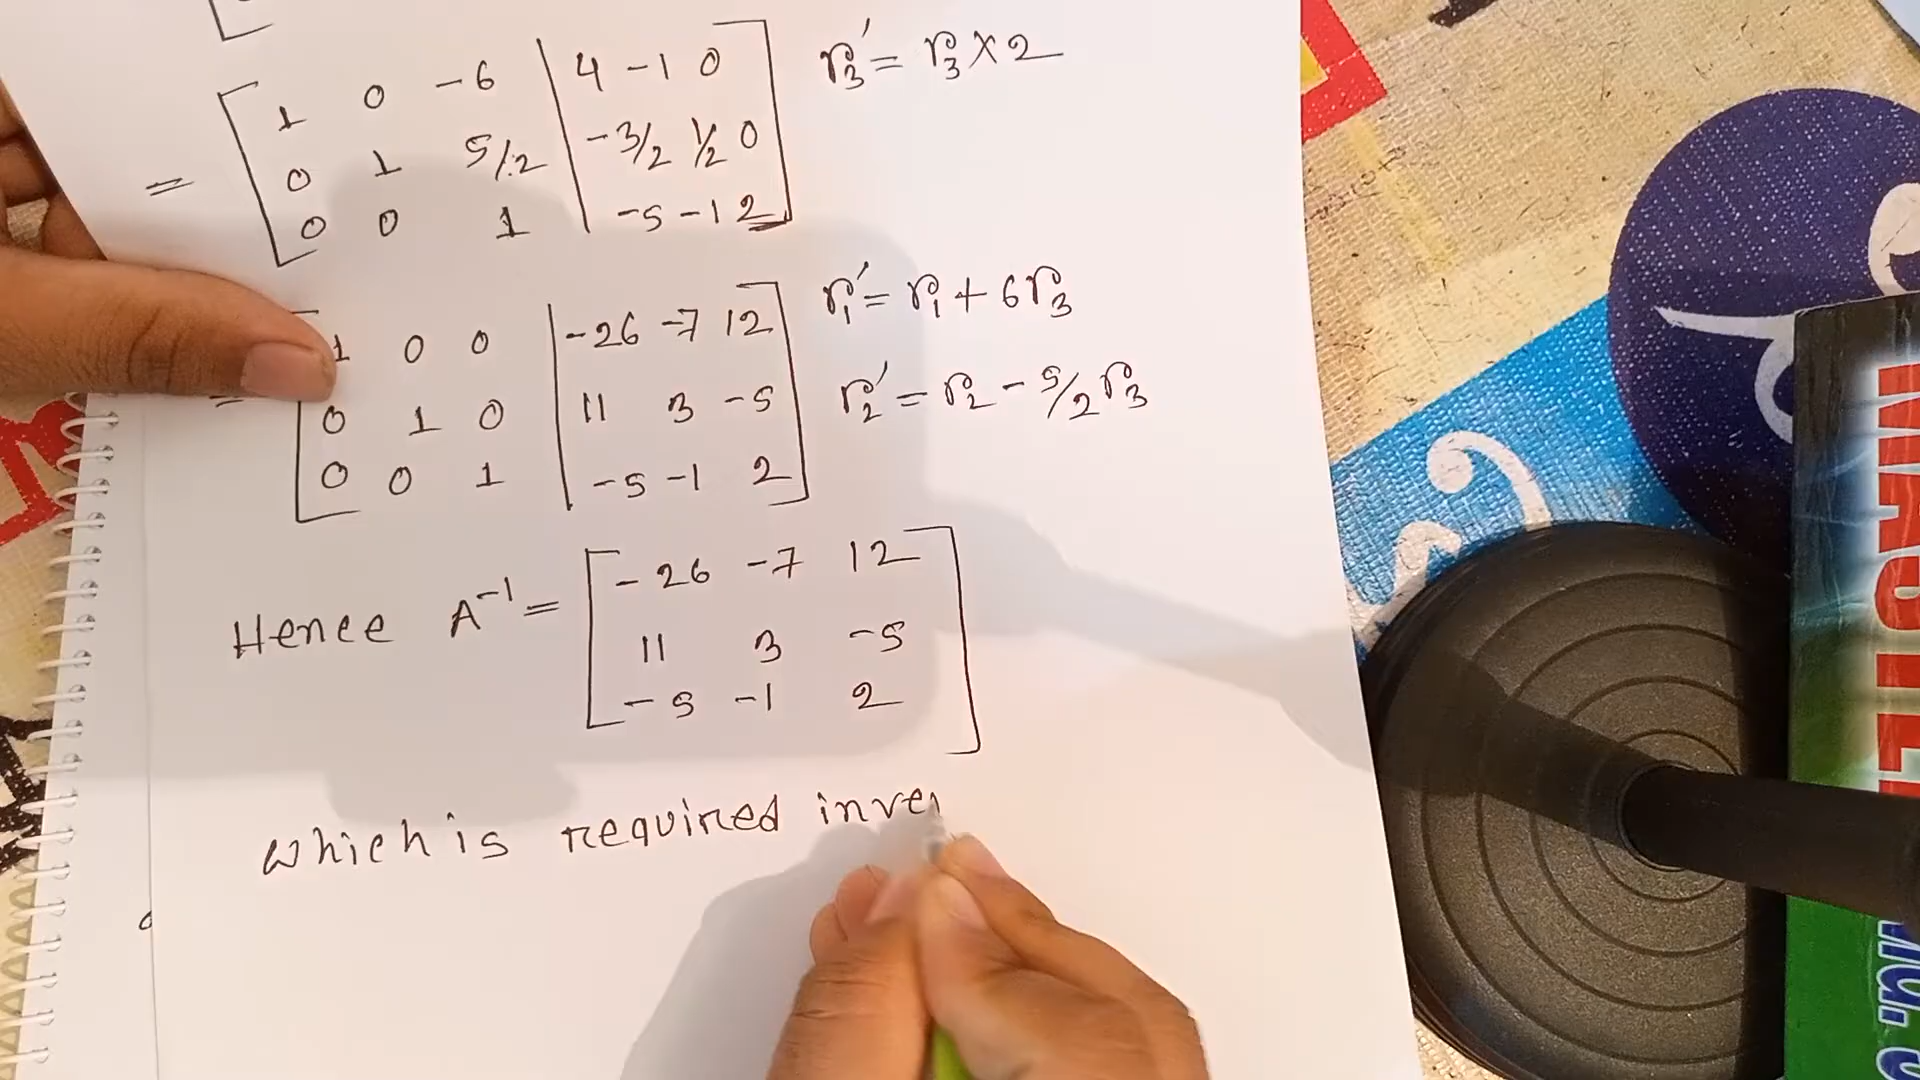 1 0 -6 | 4 -1 0 r₃' = r₃ × 2
= 0 1 5/2 | -3/2 1/2 0
0 0 1 | -5 -1 2
1 0 0 | -26 -7 12 r₁' = r₁ + 6r₃
= 0 1 0 | 11 3 -5 r₂' = r₂ - 5/2 r₃
0 0 1 | -5 -1 2
-26 -7 12
Hence A⁻¹ = 11 3 -5
-5 -1 2
which is required inve